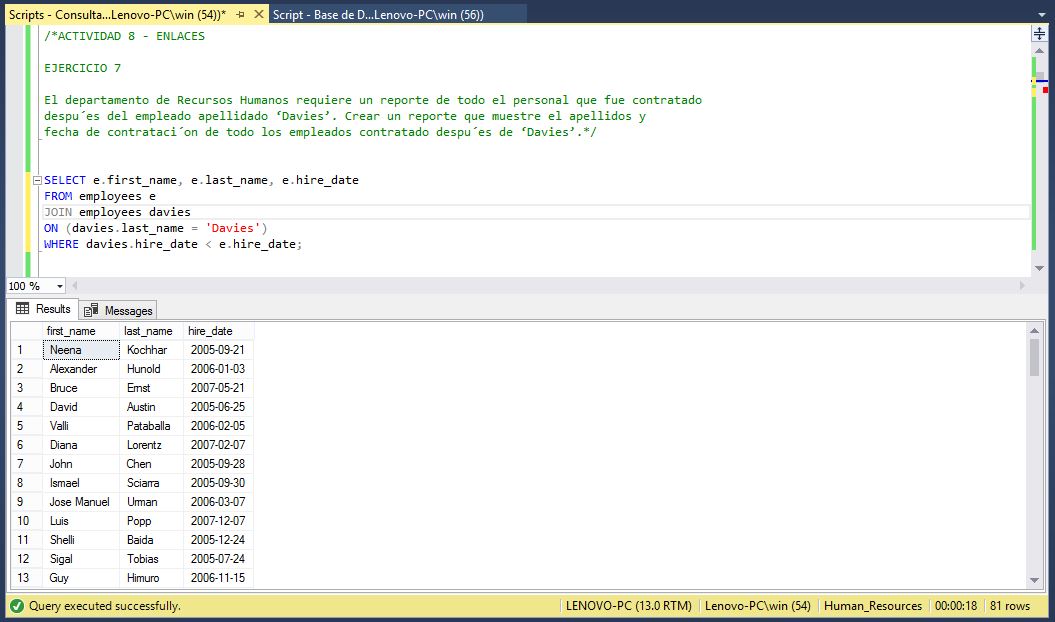 Scripts - Consulta...Lenovo-PC\win (54))* Script - Base de D...Lenovo-PC\win (56))
/*ACTIVIDAD 8 - ENLACES
EJERCICIO 7
El departamento de Recursos Humanos requiere un reporte de todo el personal que fue contratado
despu´es del empleado apellidado ‘Davies’. Crear un reporte que muestre el apellidos y
fecha de contrataci´on de todo los empleados contratado despu´es de ‘Davies’.*/
SELECT e.first_name, e.last_name, e.hire_date
FROM employees e
JOIN employees davies
ON (davies.last_name = 'Davies')
WHERE davies.hire_date < e.hire_date;
100 %
Results Messages
first_name last_name hire_date
1 Neena Kochhar 2005-09-21
2 Alexander Hunold 2006-01-03
3 Bruce Ernst 2007-05-21
4 David Austin 2005-06-25
5 Valli Pataballa 2006-02-05
6 Diana Lorentz 2007-02-07
7 John Chen 2005-09-28
8 Ismael Sciarra 2005-09-30
9 Jose Manuel Urman 2006-03-07
10 Luis Popp 2007-12-07
11 Shelli Baida 2005-12-24
12 Sigal Tobias 2005-07-24
13 Guy Himuro 2006-11-15
Query executed successfully. LENOVO-PC (13.0 RTM) Lenovo-PC\win (54) Human_Resources 00:00:18 81 rows